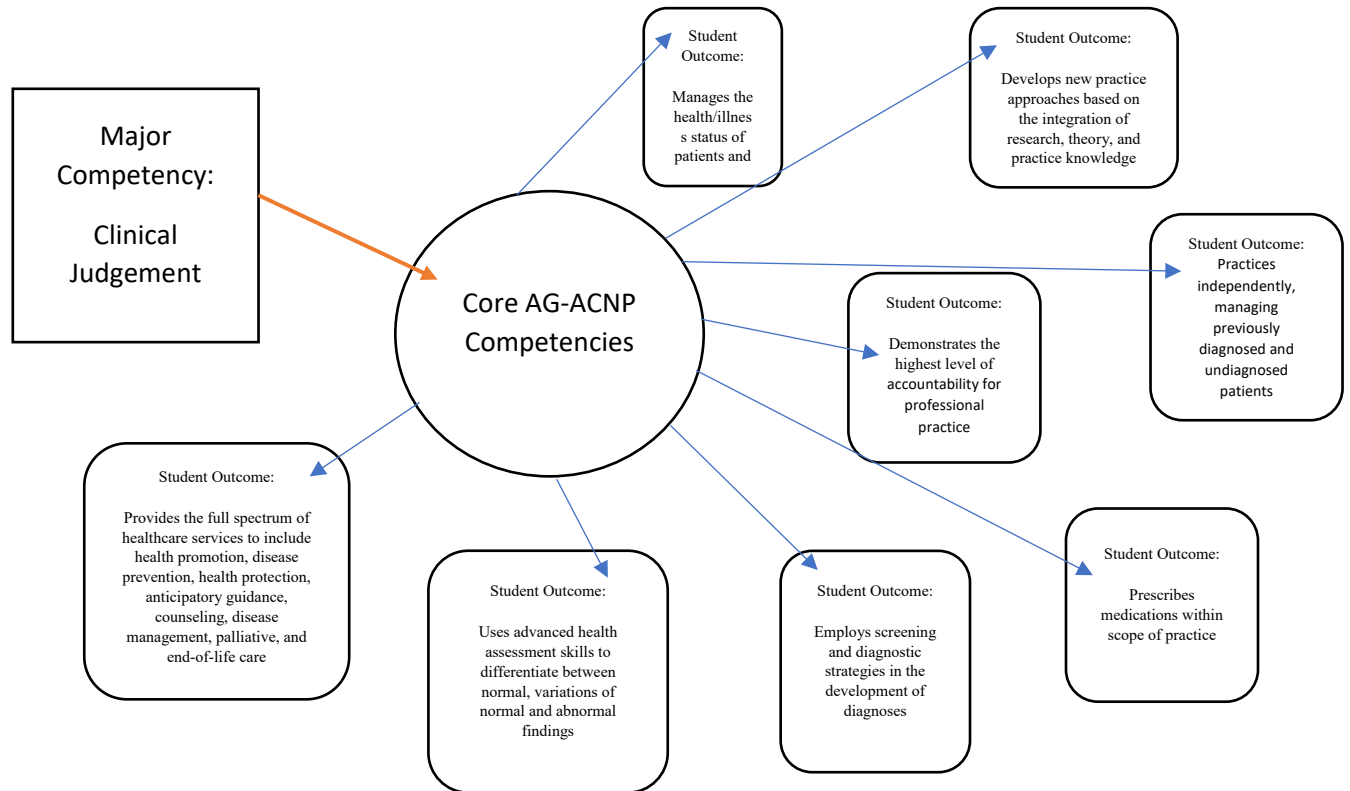 Major
Competency:
Clinical
Judgement
Core AG-ACNP
Competencies
Student
Outcome:
Manages the
health/illnes
s status of
patients and
Student Outcome:
Develops new practice
approaches based on
the integration of
research, theory, and
practice knowledge
Student Outcome:
Practices
independently,
managing
previously
diagnosed and
undiagnosed
patients
Student Outcome:
Demonstrates the
highest level of
accountability for
professional
practice
Student Outcome:
Prescribes
medications within
scope of practice
Student Outcome:
Employs screening
and diagnostic
strategies in the
development of
diagnoses
Student Outcome:
Uses advanced health
assessment skills to
differentiate between
normal, variations of
normal and abnormal
findings
Student Outcome:
Provides the full spectrum of
healthcare services to include
health promotion, disease
prevention, health protection,
anticipatory guidance,
counseling, disease
management, palliative, and
end-of-life care